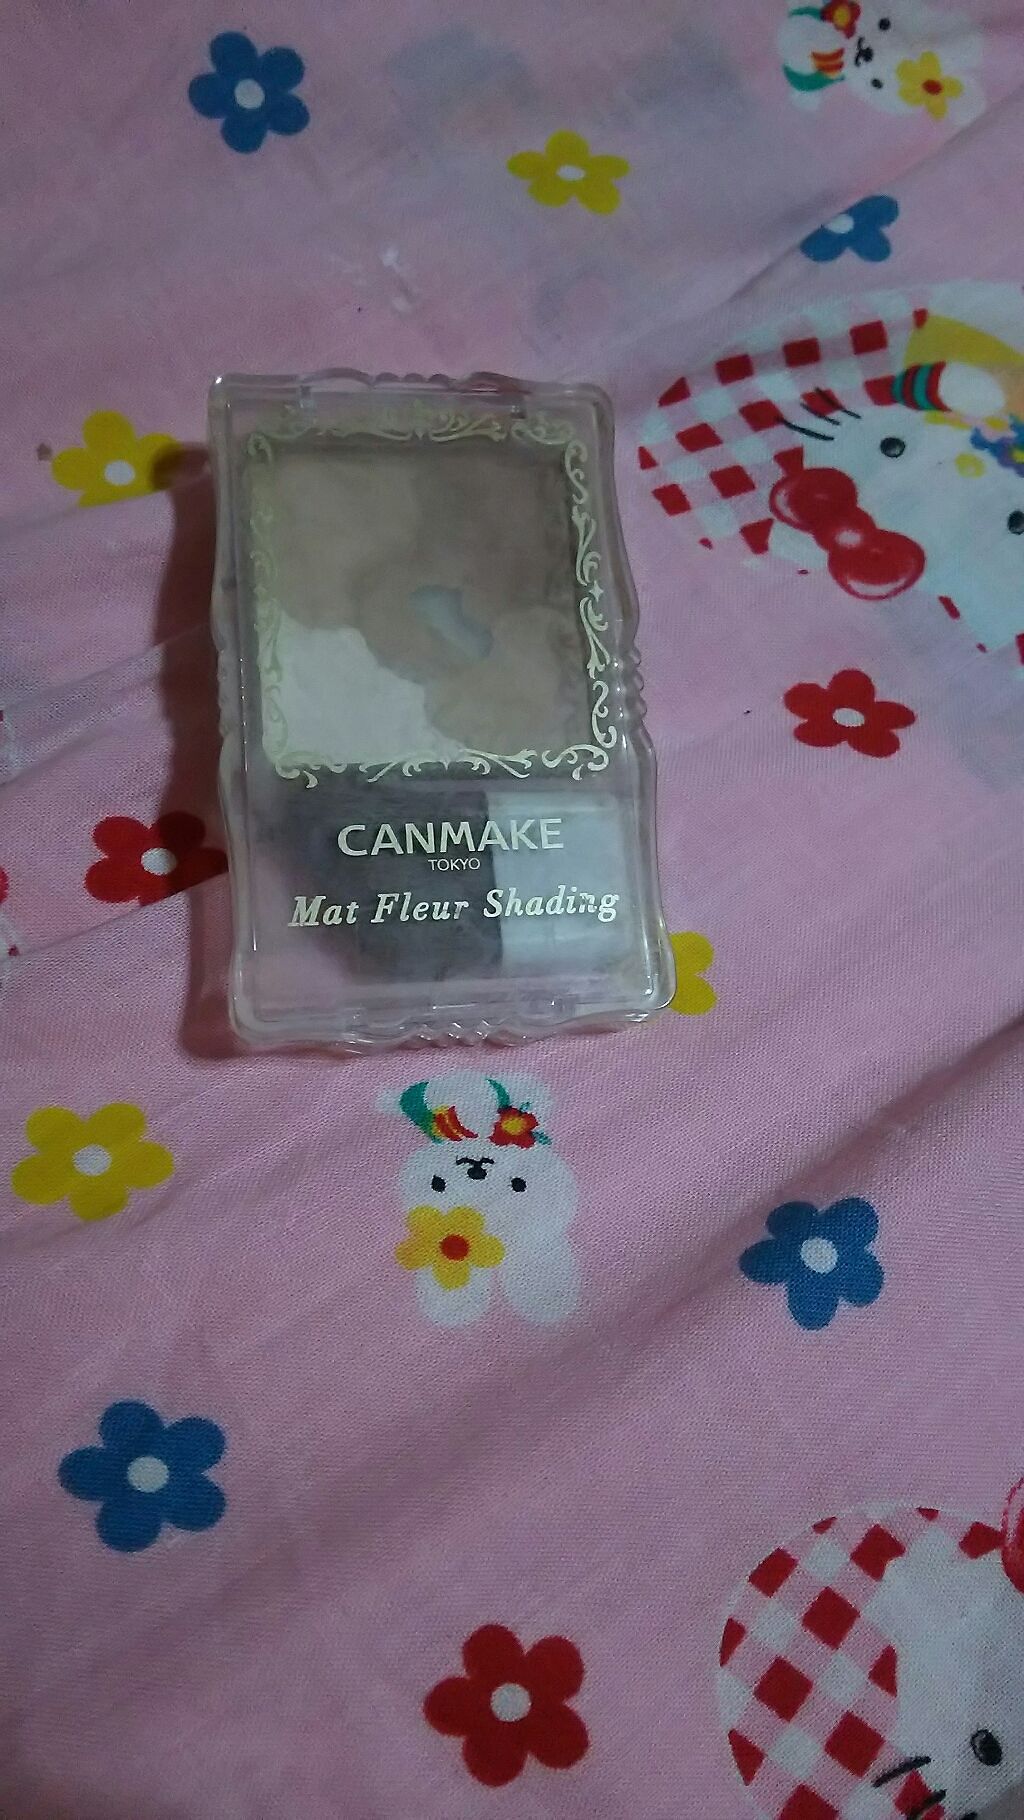 CANMAKE
TOKYO
Mat Fleur Shading